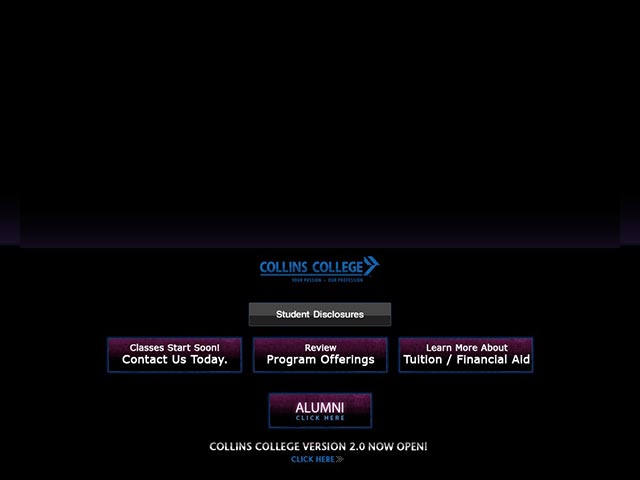 COLLINS COLLEGE
YOUR PASSION • OUR PROFESSION
Student Disclosures
Classes Start Soon!
Contact Us Today.
Review
Program Offerings
Learn More About
Tuition / Financial Aid
ALUMNI
CLICK HERE
COLLINS COLLEGE VERSION 2.0 NOW OPEN!
CLICK HERE